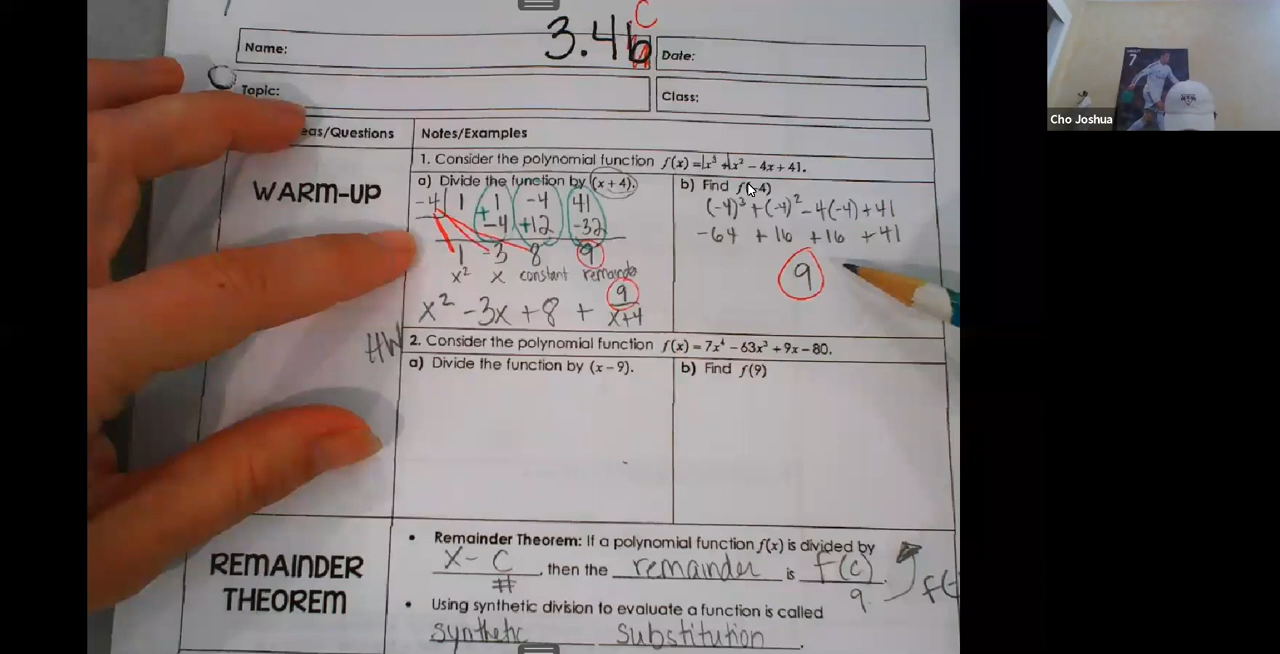 C
3.4b
Name:
Date:
Topic:
Class:
eas/Questions
Notes/Examples
WARM-UP
1. Consider the polynomial function f(x) = 1x³ + 1x² − 4x + 41.
a) Divide the function by (x + 4).
-4 1 1 -4 41
+ -4 +12 -32
1 -3 8 9
x² x constant remainder
x² - 3x + 8 + 9/x+4
b) Find f(-4)
(-4)³ + (-4)² - 4(-4) + 41
-64 + 16 + 16 + 41
9
HW
2. Consider the polynomial function f(x) = 7x⁴ − 63x³ + 9x − 80.
a) Divide the function by (x − 9).
b) Find f(9)
REMAINDER
THEOREM
• Remainder Theorem: If a polynomial function f(x) is divided by
x - c, then the remainder is f(c).
# 9 f(
• Using synthetic division to evaluate a function is called
synthetic substitution.
7
Cho Joshua